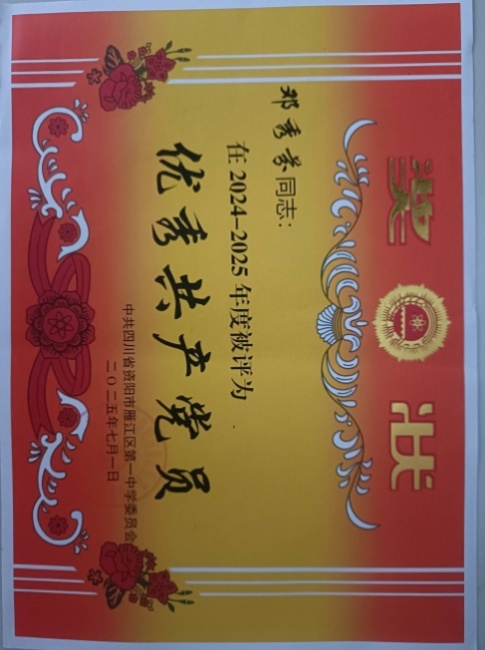 奖状
邓秀芬同志：
在2024-2025年度被评为
优秀共产党员
中共四川省资阳市雁江区第一中学委员会
二〇二五年七月一日